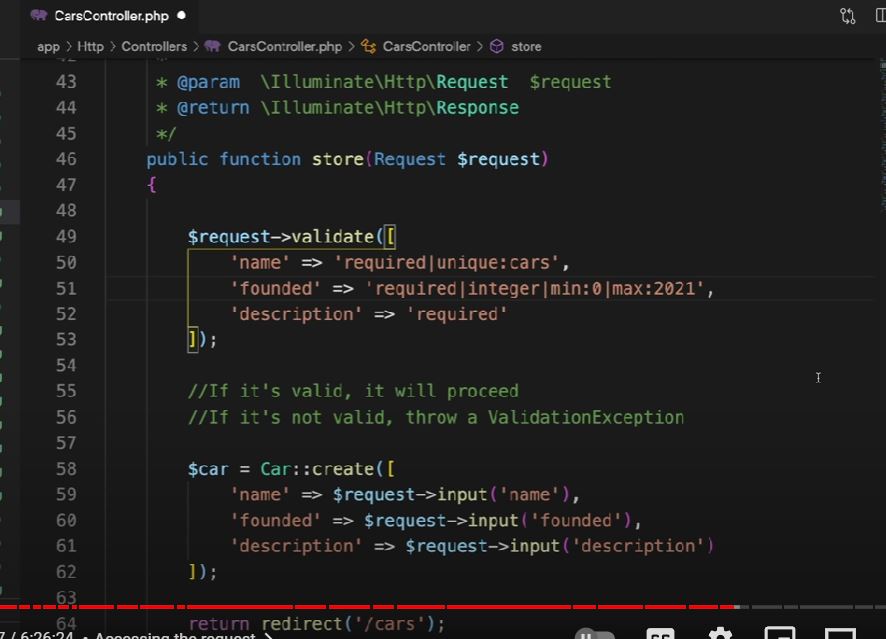 CarsController.php
app > Http > Controllers > CarsController.php > CarsController > store
43 * @param \Illuminate\Http\Request $request
44 * @return \Illuminate\Http\Response
45 */
46 public function store(Request $request)
47 {
48
49 $request->validate([
50 'name' => 'required|unique:cars',
51 'founded' => 'required|integer|min:0|max:2021',
52 'description' => 'required'
53 ]);
54
55 //If it's valid, it will proceed
56 //If it's not valid, throw a ValidationException
57
58 $car = Car::create([
59 'name' => $request->input('name'),
60 'founded' => $request->input('founded'),
61 'description' => $request->input('description')
62 ]);
63
64 return redirect('/cars');
7 / 6:26:24 • Accessing the request >
CC